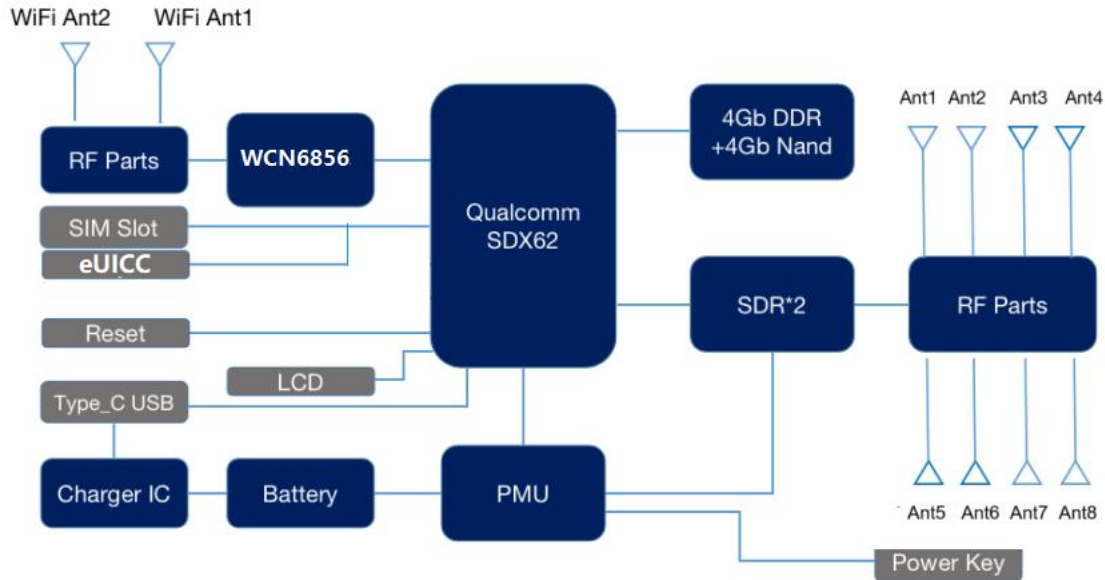 WiFi Ant2
WiFi Ant1
RF Parts
WCN6856
SIM Slot
eUICC
Reset
LCD
Type_C USB
Charger IC
Battery
PMU
Qualcomm
SDX62
4Gb DDR
+4Gb Nand
SDR*2
Ant1
Ant2
Ant3
Ant4
RF Parts
Ant5
Ant6
Ant7
Ant8
Power Key